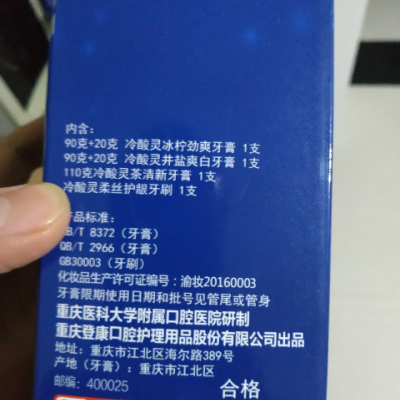 内含：
90克+20克 冷酸灵冰柠劲爽牙膏 1支
90克+20克 冷酸灵井盐爽白牙膏 1支
110克冷酸灵茶清新牙膏 1支
冷酸灵柔丝护龈牙刷 1支
产品标准：
GB/T 8372（牙膏）
QB/T 2966（牙膏）
GB30003（牙刷）
化妆品生产许可证编号：渝妆20160003
牙膏限期使用日期和批号见管尾或管身
重庆医科大学附属口腔医院研制
重庆登康口腔护理用品股份有限公司出品
地址：重庆市江北区海尔路389号
产地（牙膏）：重庆市江北区
邮编：400025
合格